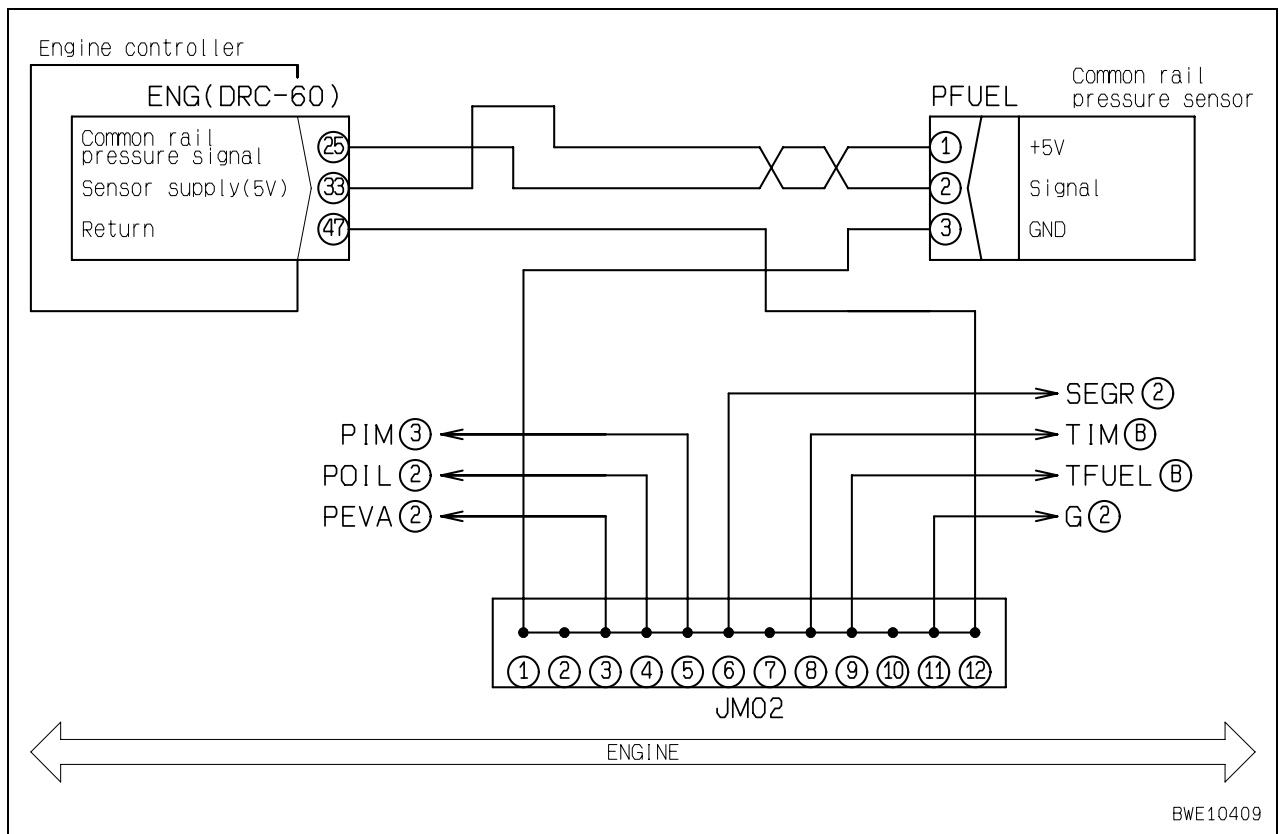 Engine controller
ENG(DRC-60)
Common rail
pressure signal
Sensor supply(5V)
Return
25
33
47
PFUEL
Common rail
pressure sensor
1
2
3
+5V
Signal
GND
PIM 3
POIL 2
PEVA 2
SEGR 2
TIM B
TFUEL B
G 2
1 2 3 4 5 6 7 8 9 10 11 12
JM02
ENGINE
BWE10409